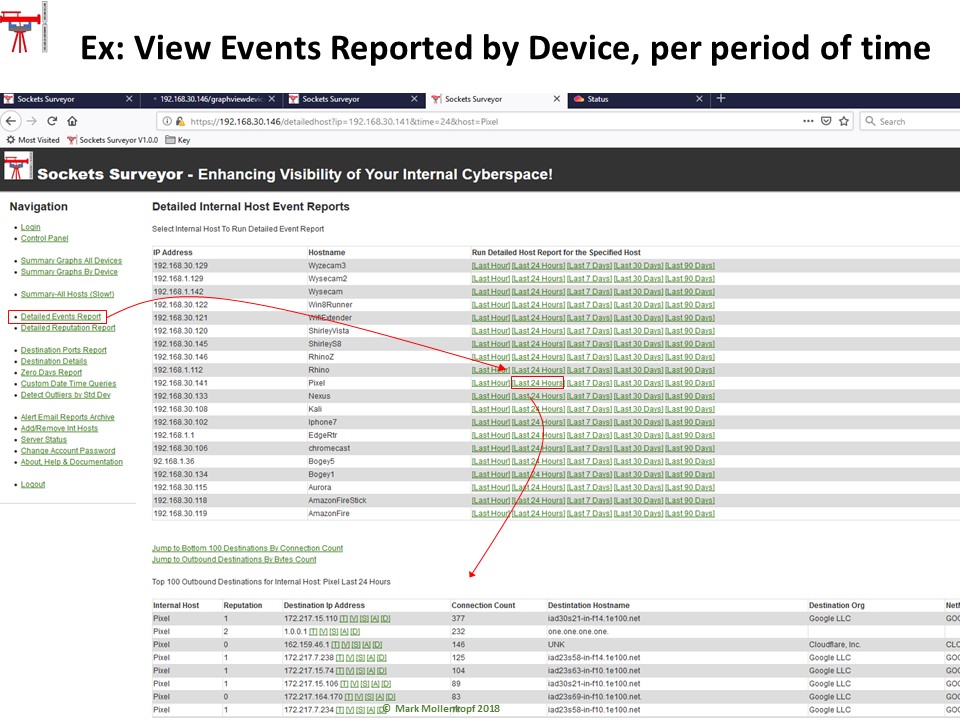 Ex: View Events Reported by Device, per period of time
Sockets Surveyor
192.168.30.146/graphviewdevic
Sockets Surveyor
Sockets Surveyor
Status
https://192.168.30.146/detailedhost?ip=192.168.30.141&time=24&host=Pixel
Search
Most Visited Sockets Surveyor V1.0.0 Key
Sockets Surveyor - Enhancing Visibility of Your Internal Cyberspace!
Navigation
Login
Control Panel
Summary Graphs All Devices
Summary Graphs By Device
Summary-All Hosts (Slow!)
Detailed Events Report
Detailed Reputation Report
Destination Ports Report
Destination Details
Zero Days Report
Custom Date Time Queries
Detect Outliers by Std Dev
Alert Email Reports Archive
Add/Remove Int Hosts
Server Status
Change Account Password
About, Help & Documentation
Logout
Detailed Internal Host Event Reports
Select Internal Host To Run Detailed Event Report
IP Address Hostname Run Detailed Host Report for the Specified Host
192.168.30.129 Wyzecam3 [Last Hour] [Last 24 Hours] [Last 7 Days] [Last 30 Days] [Last 90 Days]
192.168.1.129 Wysecam2 [Last Hour] [Last 24 Hours] [Last 7 Days] [Last 30 Days] [Last 90 Days]
192.168.1.142 Wysecam [Last Hour] [Last 24 Hours] [Last 7 Days] [Last 30 Days] [Last 90 Days]
192.168.30.122 Win8Runner [Last Hour] [Last 24 Hours] [Last 7 Days] [Last 30 Days] [Last 90 Days]
192.168.30.121 WifiExtender [Last Hour] [Last 24 Hours] [Last 7 Days] [Last 30 Days] [Last 90 Days]
192.168.30.120 ShirleyVista [Last Hour] [Last 24 Hours] [Last 7 Days] [Last 30 Days] [Last 90 Days]
192.168.30.145 ShirleyS8 [Last Hour] [Last 24 Hours] [Last 7 Days] [Last 30 Days] [Last 90 Days]
192.168.30.146 RhinoZ [Last Hour] [Last 24 Hours] [Last 7 Days] [Last 30 Days] [Last 90 Days]
192.168.1.112 Rhino [Last Hour] [Last 24 Hours] [Last 7 Days] [Last 30 Days] [Last 90 Days]
192.168.30.141 Pixel [Last Hour] [Last 24 Hours] [Last 7 Days] [Last 30 Days] [Last 90 Days]
192.168.30.133 Nexus [Last Hour] [Last 24 Hours] [Last 7 Days] [Last 30 Days] [Last 90 Days]
192.168.30.108 Kali [Last Hour] [Last 24 Hours] [Last 7 Days] [Last 30 Days] [Last 90 Days]
192.168.30.102 Iphone7 [Last Hour] [Last 24 Hours] [Last 7 Days] [Last 30 Days] [Last 90 Days]
192.168.1.1 EdgeRtr [Last Hour] [Last 24 Hours] [Last 7 Days] [Last 30 Days] [Last 90 Days]
192.168.30.106 chromecast [Last Hour] [Last 24 Hours] [Last 7 Days] [Last 30 Days] [Last 90 Days]
92.168.1.36 Bogey5 [Last Hour] [Last 24 Hours] [Last 7 Days] [Last 30 Days] [Last 90 Days]
192.168.30.134 Bogey1 [Last Hour] [Last 24 Hours] [Last 7 Days] [Last 30 Days] [Last 90 Days]
192.168.30.115 Aurora [Last Hour] [Last 24 Hours] [Last 7 Days] [Last 30 Days] [Last 90 Days]
192.168.30.118 AmazonFireStick [Last Hour] [Last 24 Hours] [Last 7 Days] [Last 30 Days] [Last 90 Days]
192.168.30.119 AmazonFire [Last Hour] [Last 24 Hours] [Last 7 Days] [Last 30 Days] [Last 90 Days]
Jump to Bottom 100 Destinations By Connection Count
Jump to Outbound Destinations By Bytes Count
Top 100 Outbound Destinations for Internal Host: Pixel Last 24 Hours
Internal Host Reputation Destination Ip Address Connection Count Destintation Hostname Destination Org Net
Pixel 1 172.217.15.110 [T] [V] [S] [A] [D] 377 iad30s21-in-f14.1e100.net Google LLC GOO
Pixel 2 1.0.0.1 [T] [V] [S] [A] [D] 232 one.one.one.one.
Pixel 0 162.159.46.1 [T] [V] [S] [A] [D] 146 UNK Cloudflare, Inc. CLO
Pixel 1 172.217.7.238 [T] [V] [S] [A] [D] 125 iad23s58-in-f14.1e100.net Google LLC GOO
Pixel 1 172.217.15.74 [T] [V] [S] [A] [D] 104 iad23s63-in-f10.1e100.net Google LLC GOO
Pixel 1 172.217.15.106 [T] [V] [S] [A] [D] 89 iad30s21-in-f10.1e100.net Google LLC GOO
Pixel 0 172.217.164.170 [T] [V] [S] [A] [D] 83 iad23s69-in-f10.1e100.net. Google LLC GOO
Pixel 1 172.217.7.234 [T] [V] [S] [A] [D] iad23s58-in-f10.1e100.net Google LLC GOO
© Mark Mollenkopf 2018